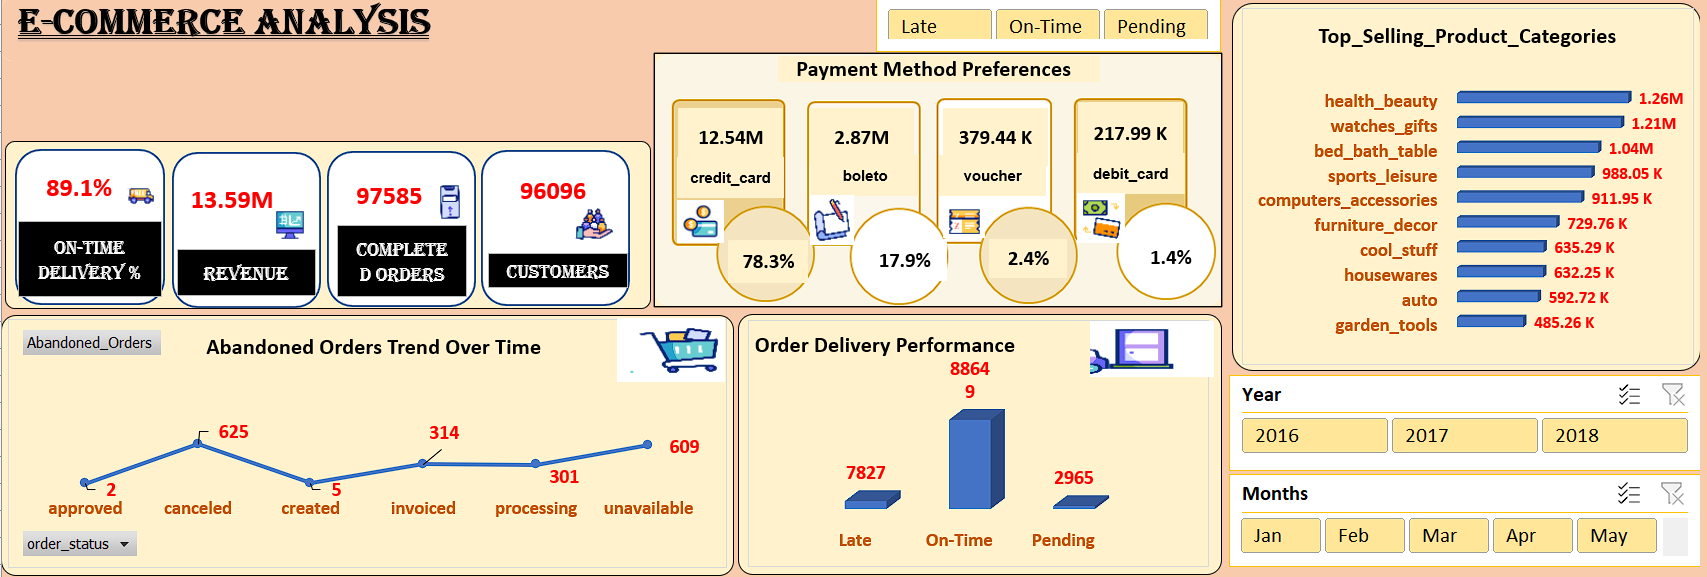 E-COMMERCE ANALYSIS
Late
On-Time
Pending
Payment Method Preferences
12.54M
credit_card
78.3%
2.87M
boleto
17.9%
379.44 K
voucher
2.4%
217.99 K
debit_card
1.4%
89.1%
ON-TIME
DELIVERY %
13.59M
REVENUE
97585
COMPLETE
D ORDERS
96096
CUSTOMERS
Top_Selling_Product_Categories
health_beauty 1.26M
watches_gifts 1.21M
bed_bath_table 1.04M
sports_leisure 988.05 K
computers_accessories 911.95 K
furniture_decor 729.76 K
cool_stuff 635.29 K
housewares 632.25 K
auto 592.72 K
garden_tools 485.26 K
Abandoned_Orders
Abandoned Orders Trend Over Time
2
625
5
314
301
609
approved canceled created invoiced processing unavailable
order_status
Order Delivery Performance
7827
8864
9
2965
Late On-Time Pending
Year
2016 2017 2018
Months
Jan Feb Mar Apr May